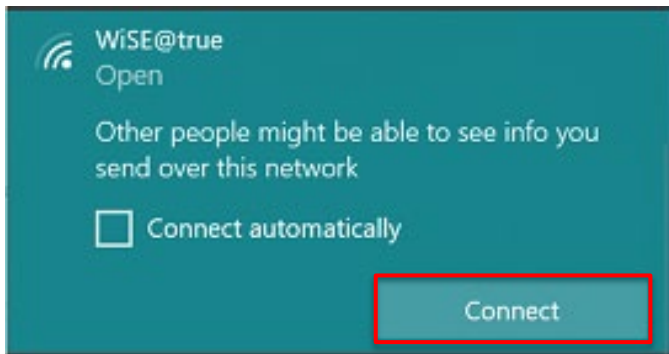 WiSE@true
Open
Other people might be able to see info you
send over this network
Connect automatically
Connect